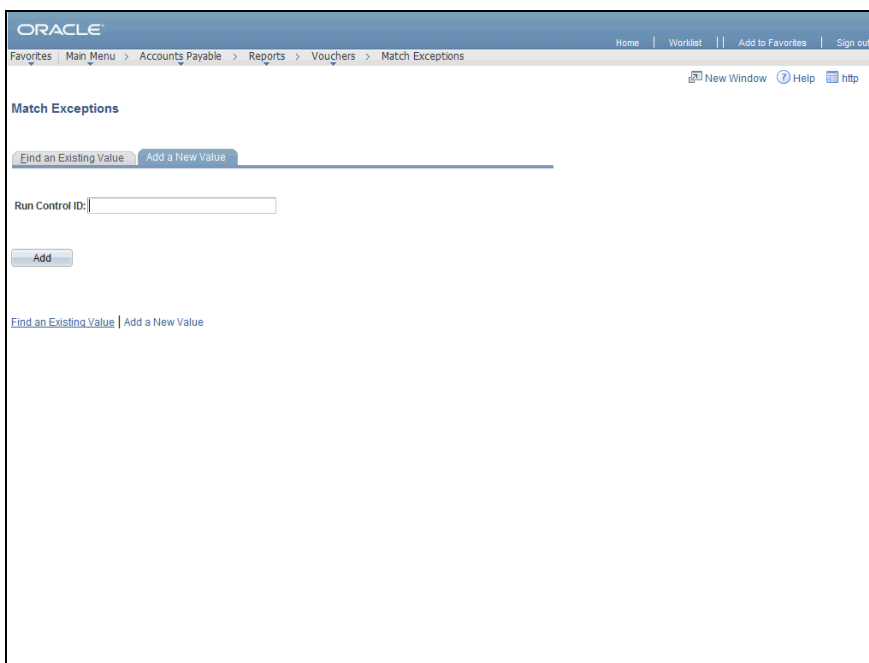 ORACLE
Home | Worklist || Add to Favorites | Sign out
Favorites Main Menu > Accounts Payable > Reports > Vouchers > Match Exceptions
New Window Help http
Match Exceptions
Find an Existing Value Add a New Value
Run Control ID:
Add
Find an Existing Value | Add a New Value